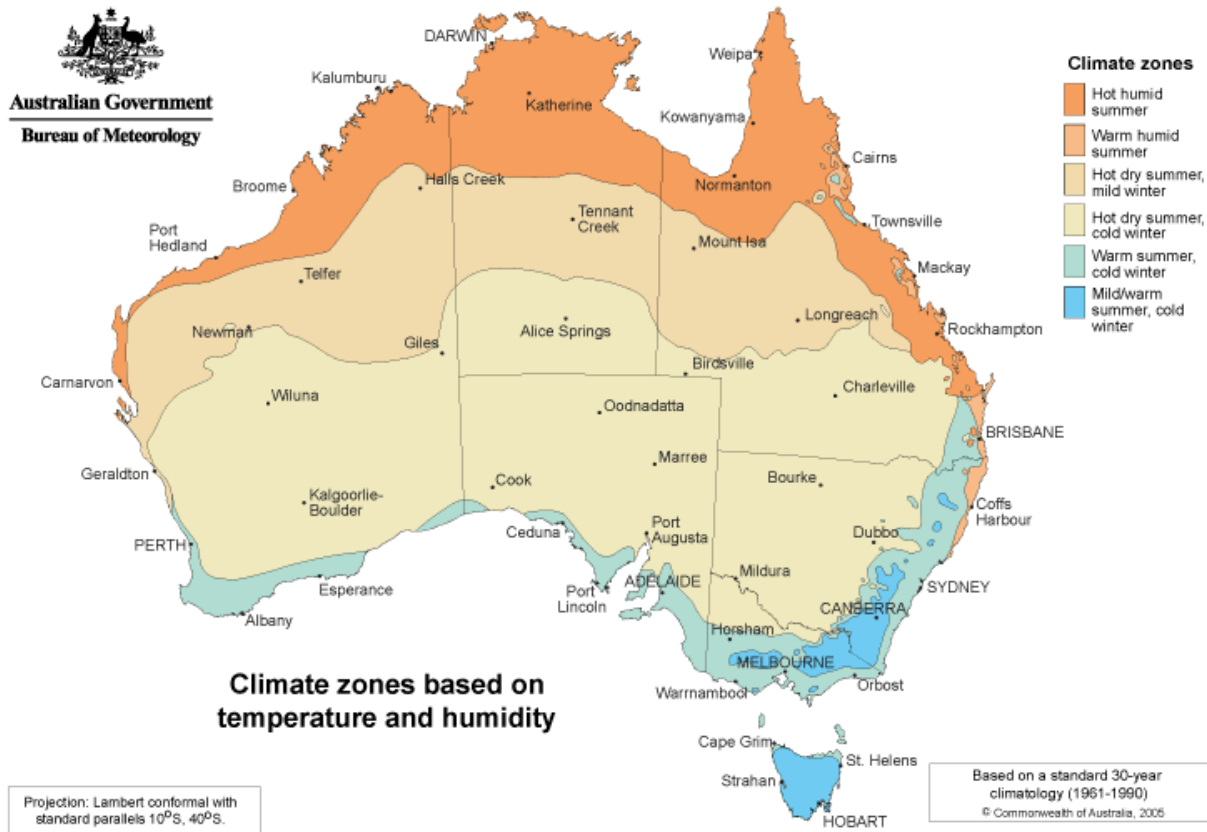 Australian Government
Bureau of Meteorology
DARWIN
Weipa
Kalumburu
Katherine
Kowanyama
Cairns
Broome
Halls Creek
Normanton
Tennant
Creek
Townsville
Port
Hedland
Mount Isa
Mackay
Telfer
Newman
Alice Springs
Longreach
Rockhampton
Giles
Birdsville
Carnarvon
Wiluna
Charleville
Oodnadatta
BRISBANE
Geraldton
Marree
Bourke
Cook
Kalgoorlie-
Boulder
Coffs
Harbour
Ceduna
Port
Augusta
Dubbo
PERTH
Mildura
Esperance
Port
Lincoln
ADELAIDE
SYDNEY
CANBERRA
Albany
Horsham
MELBOURNE
Warrnambool
Orbost
Cape Grim
St. Helens
Strahan
HOBART
Climate zones
Hot humid
summer
Warm humid
summer
Hot dry summer,
mild winter
Hot dry summer,
cold winter
Warm summer,
cold winter
Mild/warm
summer, cold
winter
Climate zones based on
temperature and humidity
Projection: Lambert conformal with
standard parallels 10°S, 40°S.
Based on a standard 30-year
climatology (1961-1990)
© Commonwealth of Australia, 2005